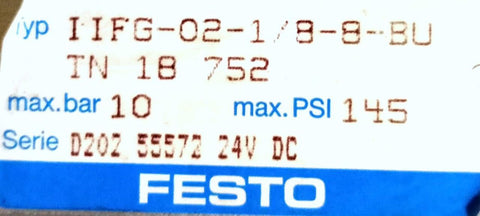 Typ IIFG-02-1/8-8-BU
TN 18 752
max.bar 10 max.PSI 145
Serie D202 55572 24V DC
FESTO